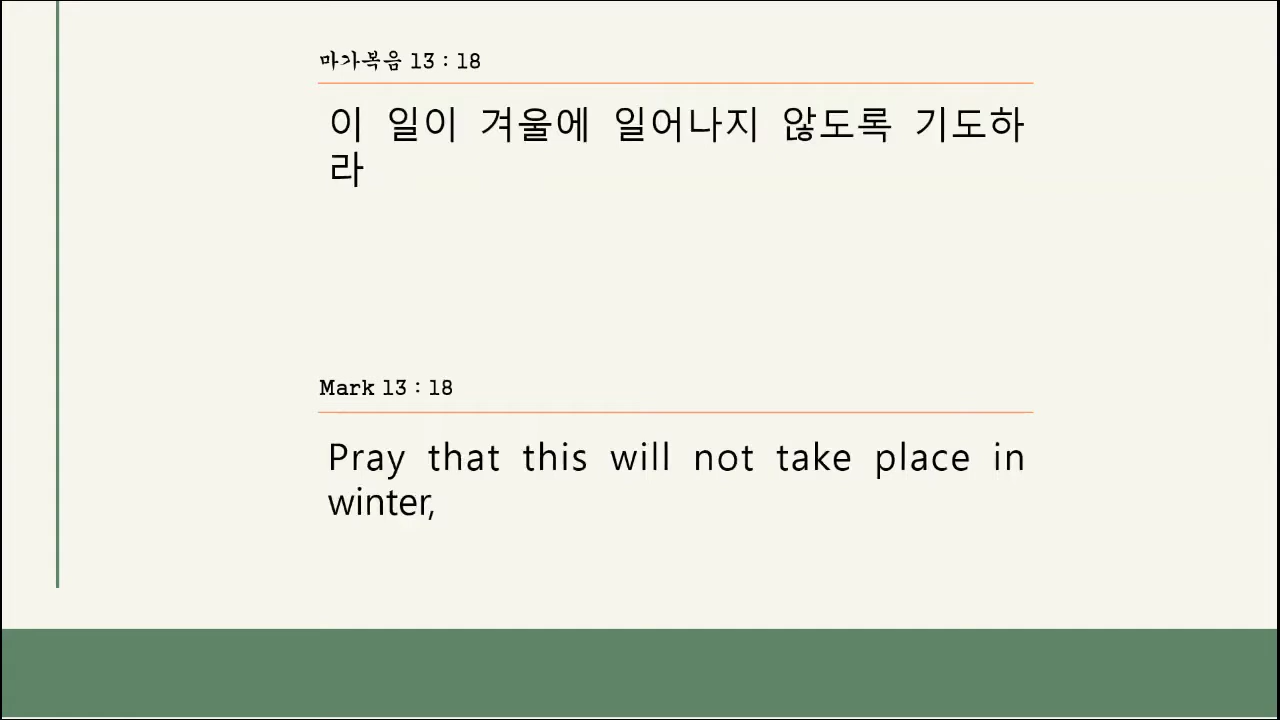 마가복음 13 : 18
이 일이 겨울에 일어나지 않도록 기도하
라
Mark 13 : 18
Pray that this will not take place in
winter,